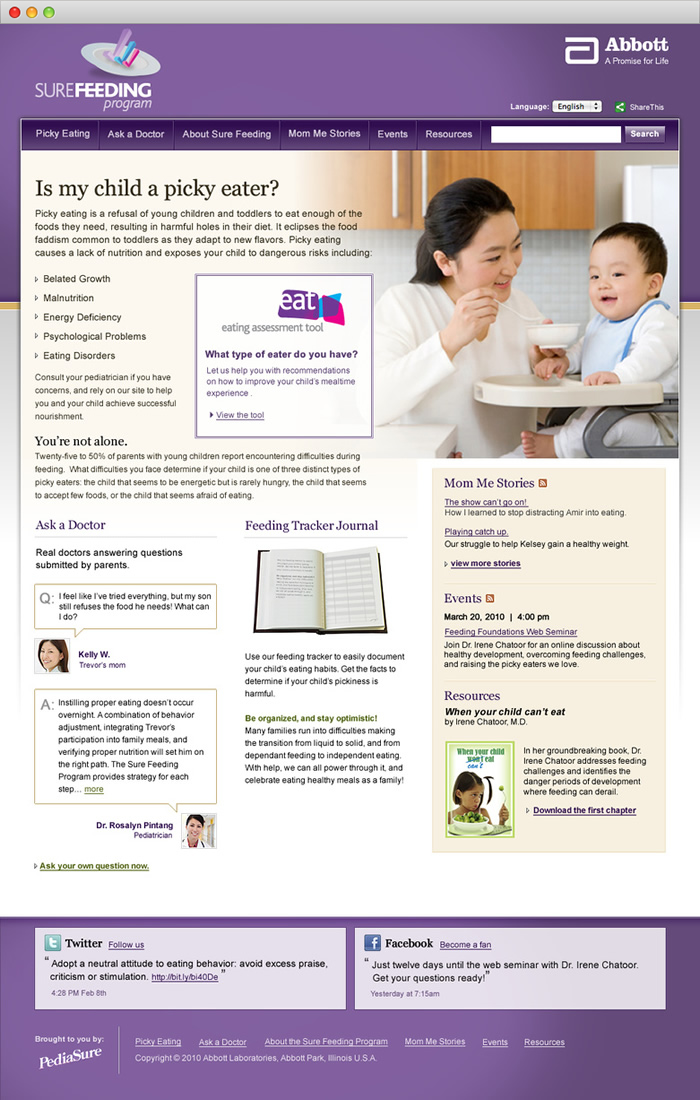 SUREFEEDING
program
Abbott
A Promise for Life
Language: English
ShareThis
Picky Eating
Ask a Doctor
About Sure Feeding
Mom Me Stories
Events
Resources
Search
Is my child a picky eater?
Picky eating is a refusal of young children and toddlers to eat enough of the
foods they need, resulting in harmful holes in their diet. It eclipses the food
faddism common to toddlers as they adapt to new flavors. Picky eating
causes a lack of nutrition and exposes your child to dangerous risks including:
Belated Growth
Malnutrition
Energy Deficiency
Psychological Problems
Eating Disorders
Consult your pediatrician if you have
concerns, and rely on our site to help
you and your child achieve successful
nourishment.
eat
eating assessment tool
What type of eater do you have?
Let us help you with recommendations
on how to improve your child's mealtime
experience .
View the tool
You're not alone.
Twenty-five to 50% of parents with young children report encountering difficulties during
feeding. What difficulties you face determine if your child is one of three distinct types of
picky eaters: the child that seems to be energetic but is rarely hungry, the child that seems
to accept few foods, or the child that seems afraid of eating.
Ask a Doctor
Real doctors answering questions
submitted by parents.
Q: I feel like I've tried everything, but my son
still refuses the food he needs! What can
I do?
Kelly W.
Trevor's mom
A: Instilling proper eating doesn't occur
overnight. A combination of behavior
adjustment, integrating Trevor's
participation into family meals, and
verifying proper nutrition will set him on
the right path. The Sure Feeding
Program provides strategy for each
step... more
Dr. Rosalyn Pintang
Pediatrician
Ask your own question now.
Feeding Tracker Journal
Use our feeding tracker to easily document
your child's eating habits. Get the facts to
determine if your child's pickiness is
harmful.
Be organized, and stay optimistic!
Many families run into difficulties making
the transition from liquid to solid, and from
dependant feeding to independent eating.
With help, we can all power through it, and
celebrate eating healthy meals as a family!
Mom Me Stories
The show can't go on!
How I learned to stop distracting Amir into eating.
Playing catch up.
Our struggle to help Kelsey gain a healthy weight.
view more stories
Events
March 20, 2010 | 4:00 pm
Feeding Foundations Web Seminar
Join Dr. Irene Chatoor for an online discussion about
healthy development, overcoming feeding challenges,
and raising the picky eaters we love.
Resources
When your child can't eat
by Irene Chatoor, M.D.
When your child
won't eat
can't
In her groundbreaking book, Dr.
Irene Chatoor addresses feeding
challenges and identifies the
danger periods of development
where feeding can derail.
Download the first chapter
Twitter Follow us
"Adopt a neutral attitude to eating behavior: avoid excess praise,
criticism or stimulation. http://bit.ly/bi40De"
4:28 PM Feb 8th
Facebook Become a fan
"Just twelve days until the web seminar with Dr. Irene Chatoor.
Get your questions ready!"
Yesterday at 7:15am
Brought to you by:
PediaSure
Picky Eating
Ask a Doctor
About the Sure Feeding Program
Mom Me Stories
Events
Resources
Copyright © 2010 Abbott Laboratories, Abbott Park, Illinois U.S.A.